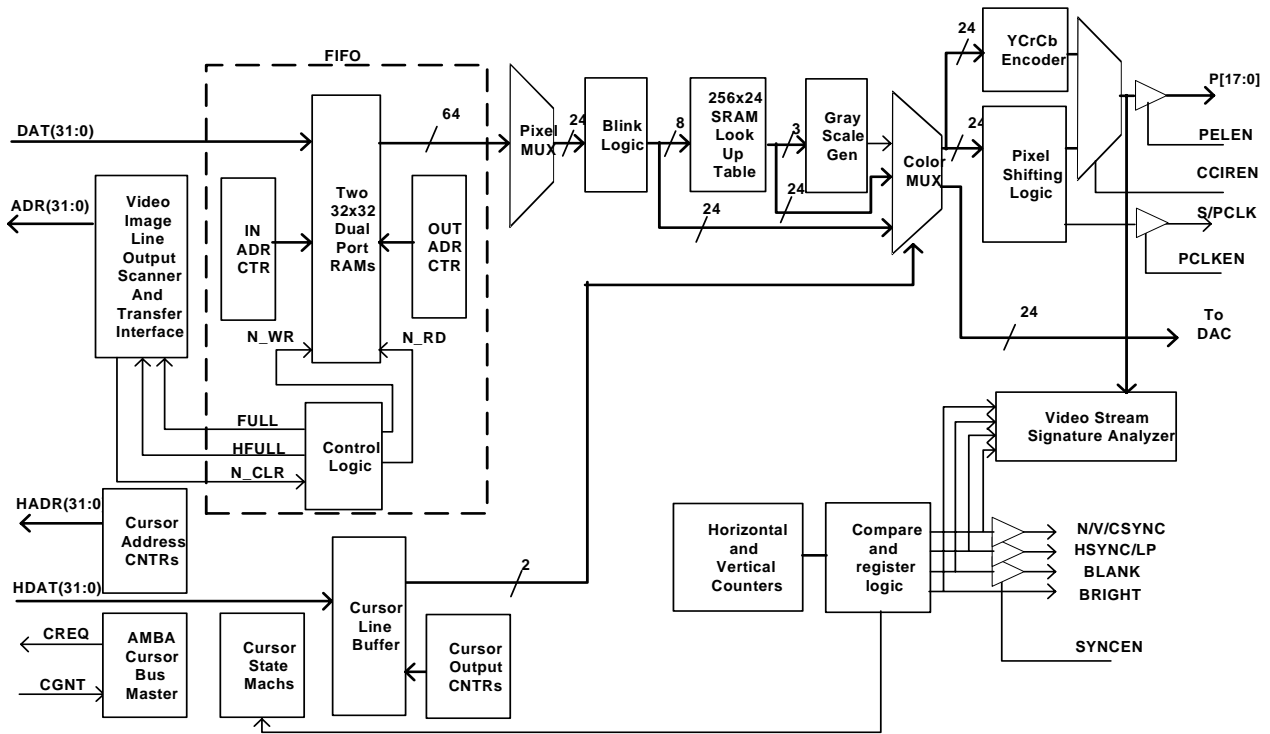 FIFO
DAT(31:0)
ADR(31:0)
Video
Image
Line
Output
Scanner
And
Transfer
Interface
IN
ADR
CTR
Two
32x32
Dual
Port
RAMs
OUT
ADR
CTR
N_WR
N_RD
64
FULL
HFULL
N_CLR
Control
Logic
Pixel
MUX
24
Blink
Logic
8
24
256x24
SRAM
Look
Up
Table
3
24
Gray
Scale
Gen
Color
MUX
24
24
YCrCb
Encoder
Pixel
Shifting
Logic
P[17:0]
PELEN
CCIREN
S/PCLK
PCLKEN
24
To
DAC
Video Stream
Signature Analyzer
HADR(31:0
Cursor
Address
CNTRs
HDAT(31:0)
CREQ
CGNT
AMBA
Cursor
Bus
Master
Cursor
State
Machs
Cursor
Line
Buffer
2
Cursor
Output
CNTRs
Horizontal
and
Vertical
Counters
Compare
and
register
logic
N/V/CSYNC
HSYNC/LP
BLANK
BRIGHT
SYNCEN